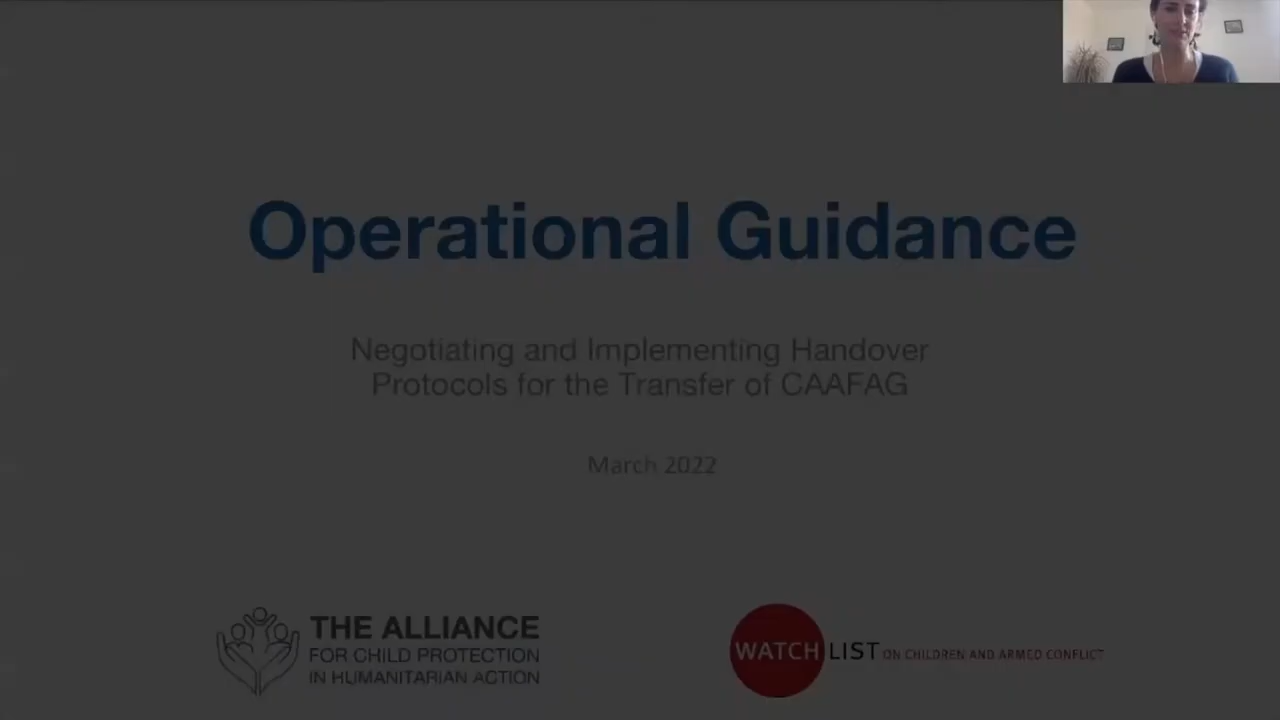 Operational Guidance
Negotiating and Implementing Handover
Protocols for the Transfer of CAAFAG
March 2022
THE ALLIANCE
FOR CHILD PROTECTION
IN HUMANITARIAN ACTION
WATCHLIST ON CHILDREN AND ARMED CONFLICT